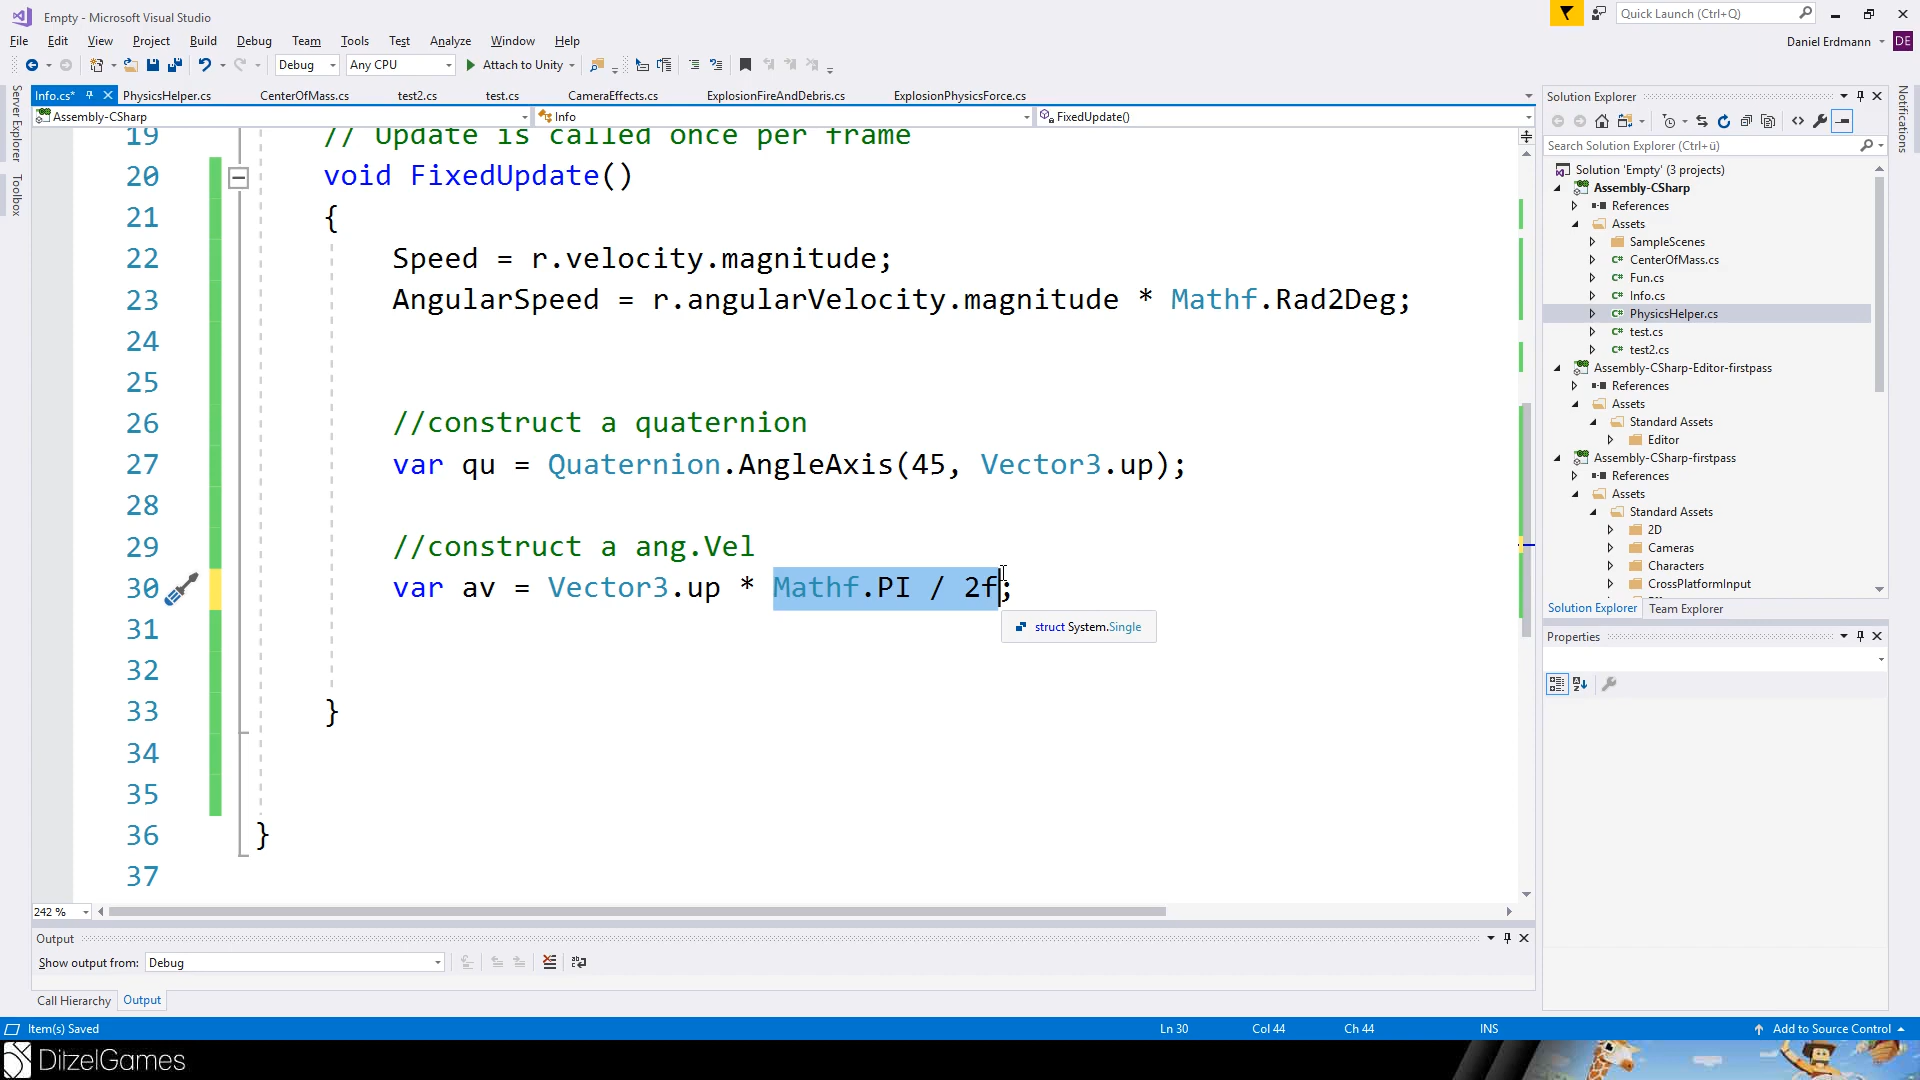 Empty - Microsoft Visual Studio
Quick Launch (Ctrl+Q)
File Edit View Project Build Debug Team Tools Test Analyze Window Help
Daniel Erdmann DE
Debug Any CPU Attach to Unity
Server Explorer
Toolbox
Notifications
Info.cs* PhysicsHelper.cs CenterOfMass.cs test2.cs test.cs CameraEffects.cs ExplosionFireAndDebris.cs ExplosionPhysicsForce.cs
Assembly-CSharp Info FixedUpdate()
19 // Update is called once per frame
20 void FixedUpdate()
21 {
22 Speed = r.velocity.magnitude;
23 AngularSpeed = r.angularVelocity.magnitude * Mathf.Rad2Deg;
24
25
26 //construct a quaternion
27 var qu = Quaternion.AngleAxis(45, Vector3.up);
28
29 //construct a ang.Vel
30 var av = Vector3.up * Mathf.PI / 2f;
struct System.Single
31
32
33 }
34
35
36 }
37
242 %
Output
Show output from: Debug
Call Hierarchy Output
Solution Explorer
Search Solution Explorer (Ctrl+ü)
Solution 'Empty' (3 projects)
Assembly-CSharp
References
Assets
SampleScenes
C# CenterOfMass.cs
C# Fun.cs
C# Info.cs
C# PhysicsHelper.cs
C# test.cs
C# test2.cs
Assembly-CSharp-Editor-firstpass
References
Assets
Standard Assets
Editor
Assembly-CSharp-firstpass
References
Assets
Standard Assets
2D
Cameras
Characters
CrossPlatformInput
Solution Explorer Team Explorer
Properties
Item(s) Saved Ln 30 Col 44 Ch 44 INS Add to Source Control
DitzelGames